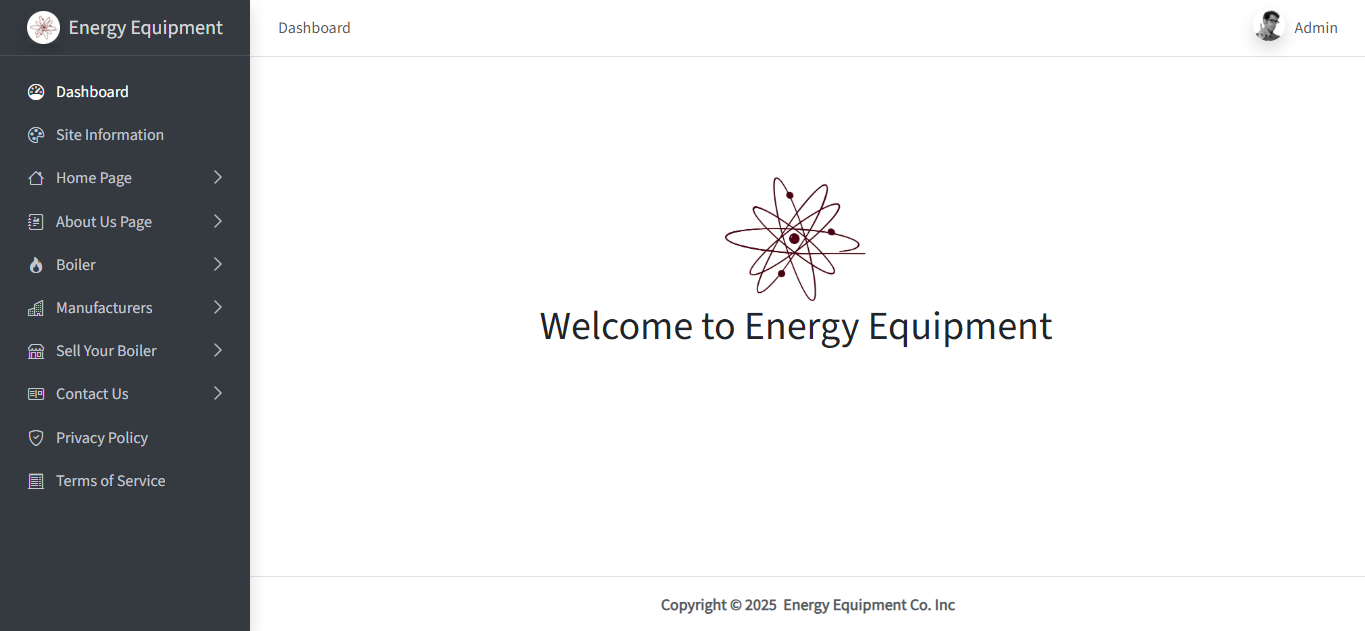 Energy Equipment
Dashboard
Admin
Dashboard
Site Information
Home Page
About Us Page
Boiler
Manufacturers
Sell Your Boiler
Contact Us
Privacy Policy
Terms of Service
Welcome to Energy Equipment
Copyright © 2025 Energy Equipment Co. Inc